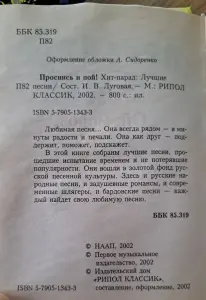 ББК 85.319
П82
Оформление обложки А. Сидоренко
Проснись и пой! Хит-парад: Лучшие
П82 песни/ Сост. И. В. Луговая.— М.: РИПОЛ
КЛАССИК, 2002. — 800 с.: ил.
ISBN 5-7905-1343-3
Любимая песня... Она всегда рядом — в ми-
нуты радости и печали. Она как друг — под-
держит, поможет, подскажет.
В этой книге собраны лучшие песни, про-
шедшие испытание временем и не потерявшие
популярности. Они вошли в золотой фонд рус-
ской песенной культуры. Здесь и русские на-
родные песни, и задушевные романсы, и со-
временные шлягеры, и бардовские песни — каж-
дый найдет свою любимую песню.
ББК 85.319
© НААП, 2002
© Первое музыкальное
издательство, 2002
© Издательский дом
«РИПОЛ КЛАССИК»,
ISBN 5-7905-1343-3
составление, оформление, 2002